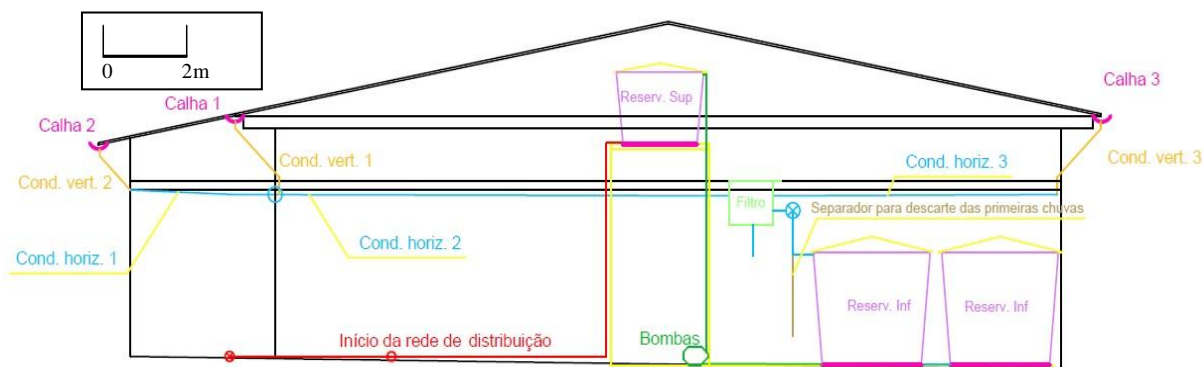 0 2m
Calha 1
Calha 2
Calha 3
Reserv. Sup
Cond. vert. 1
Cond. vert. 2
Cond. horiz. 3
Cond. vert. 3
Filtro
Separador para descarte das primeiras chuvas
Cond. horiz. 1
Cond. horiz. 2
Reserv. Inf
Reserv. Inf
Início da rede de distribuição
Bombas